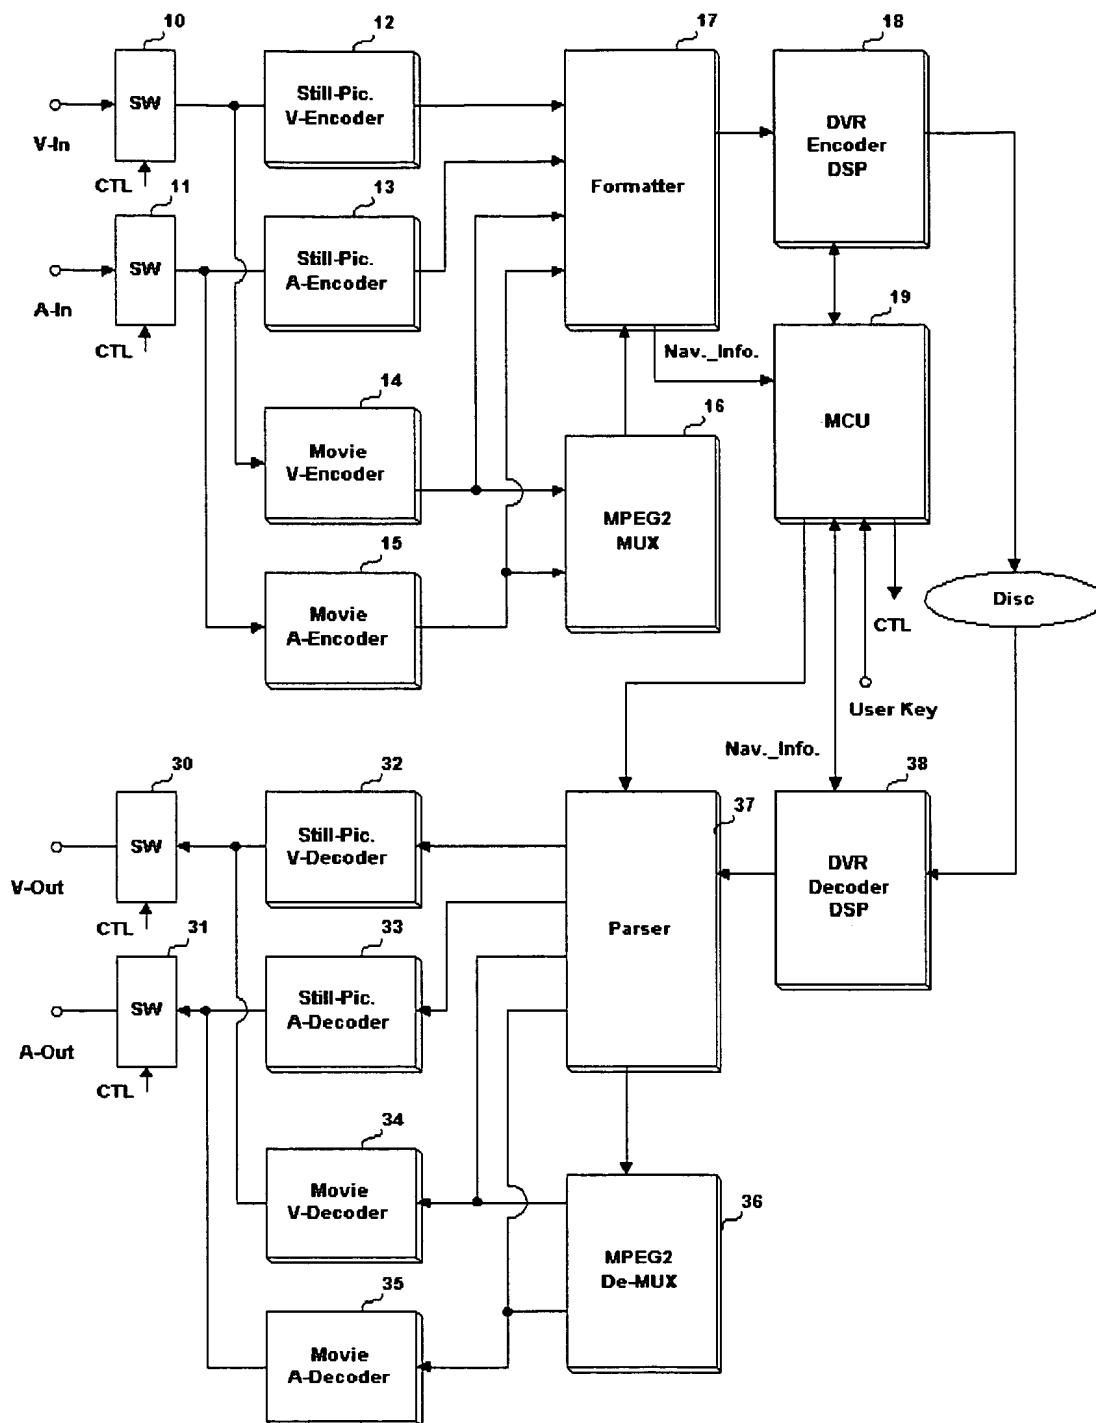 10
12
17
18
SW
Still-Pic.
V-Encoder
V-In
CTL
DVR
Encoder
DSP
Formatter
11
13
SW
Still-Pic.
A-Encoder
A-In
CTL
19
Nav._Info.
MCU
14
16
Movie
V-Encoder
MPEG2
MUX
15
Movie
A-Encoder
Disc
CTL
User Key
Nav._Info.
30
32
37
38
SW
Still-Pic.
V-Decoder
V-Out
CTL
DVR
Decoder
DSP
Parser
31
33
SW
Still-Pic.
A-Decoder
A-Out
CTL
34
36
Movie
V-Decoder
MPEG2
De-MUX
35
Movie
A-Decoder